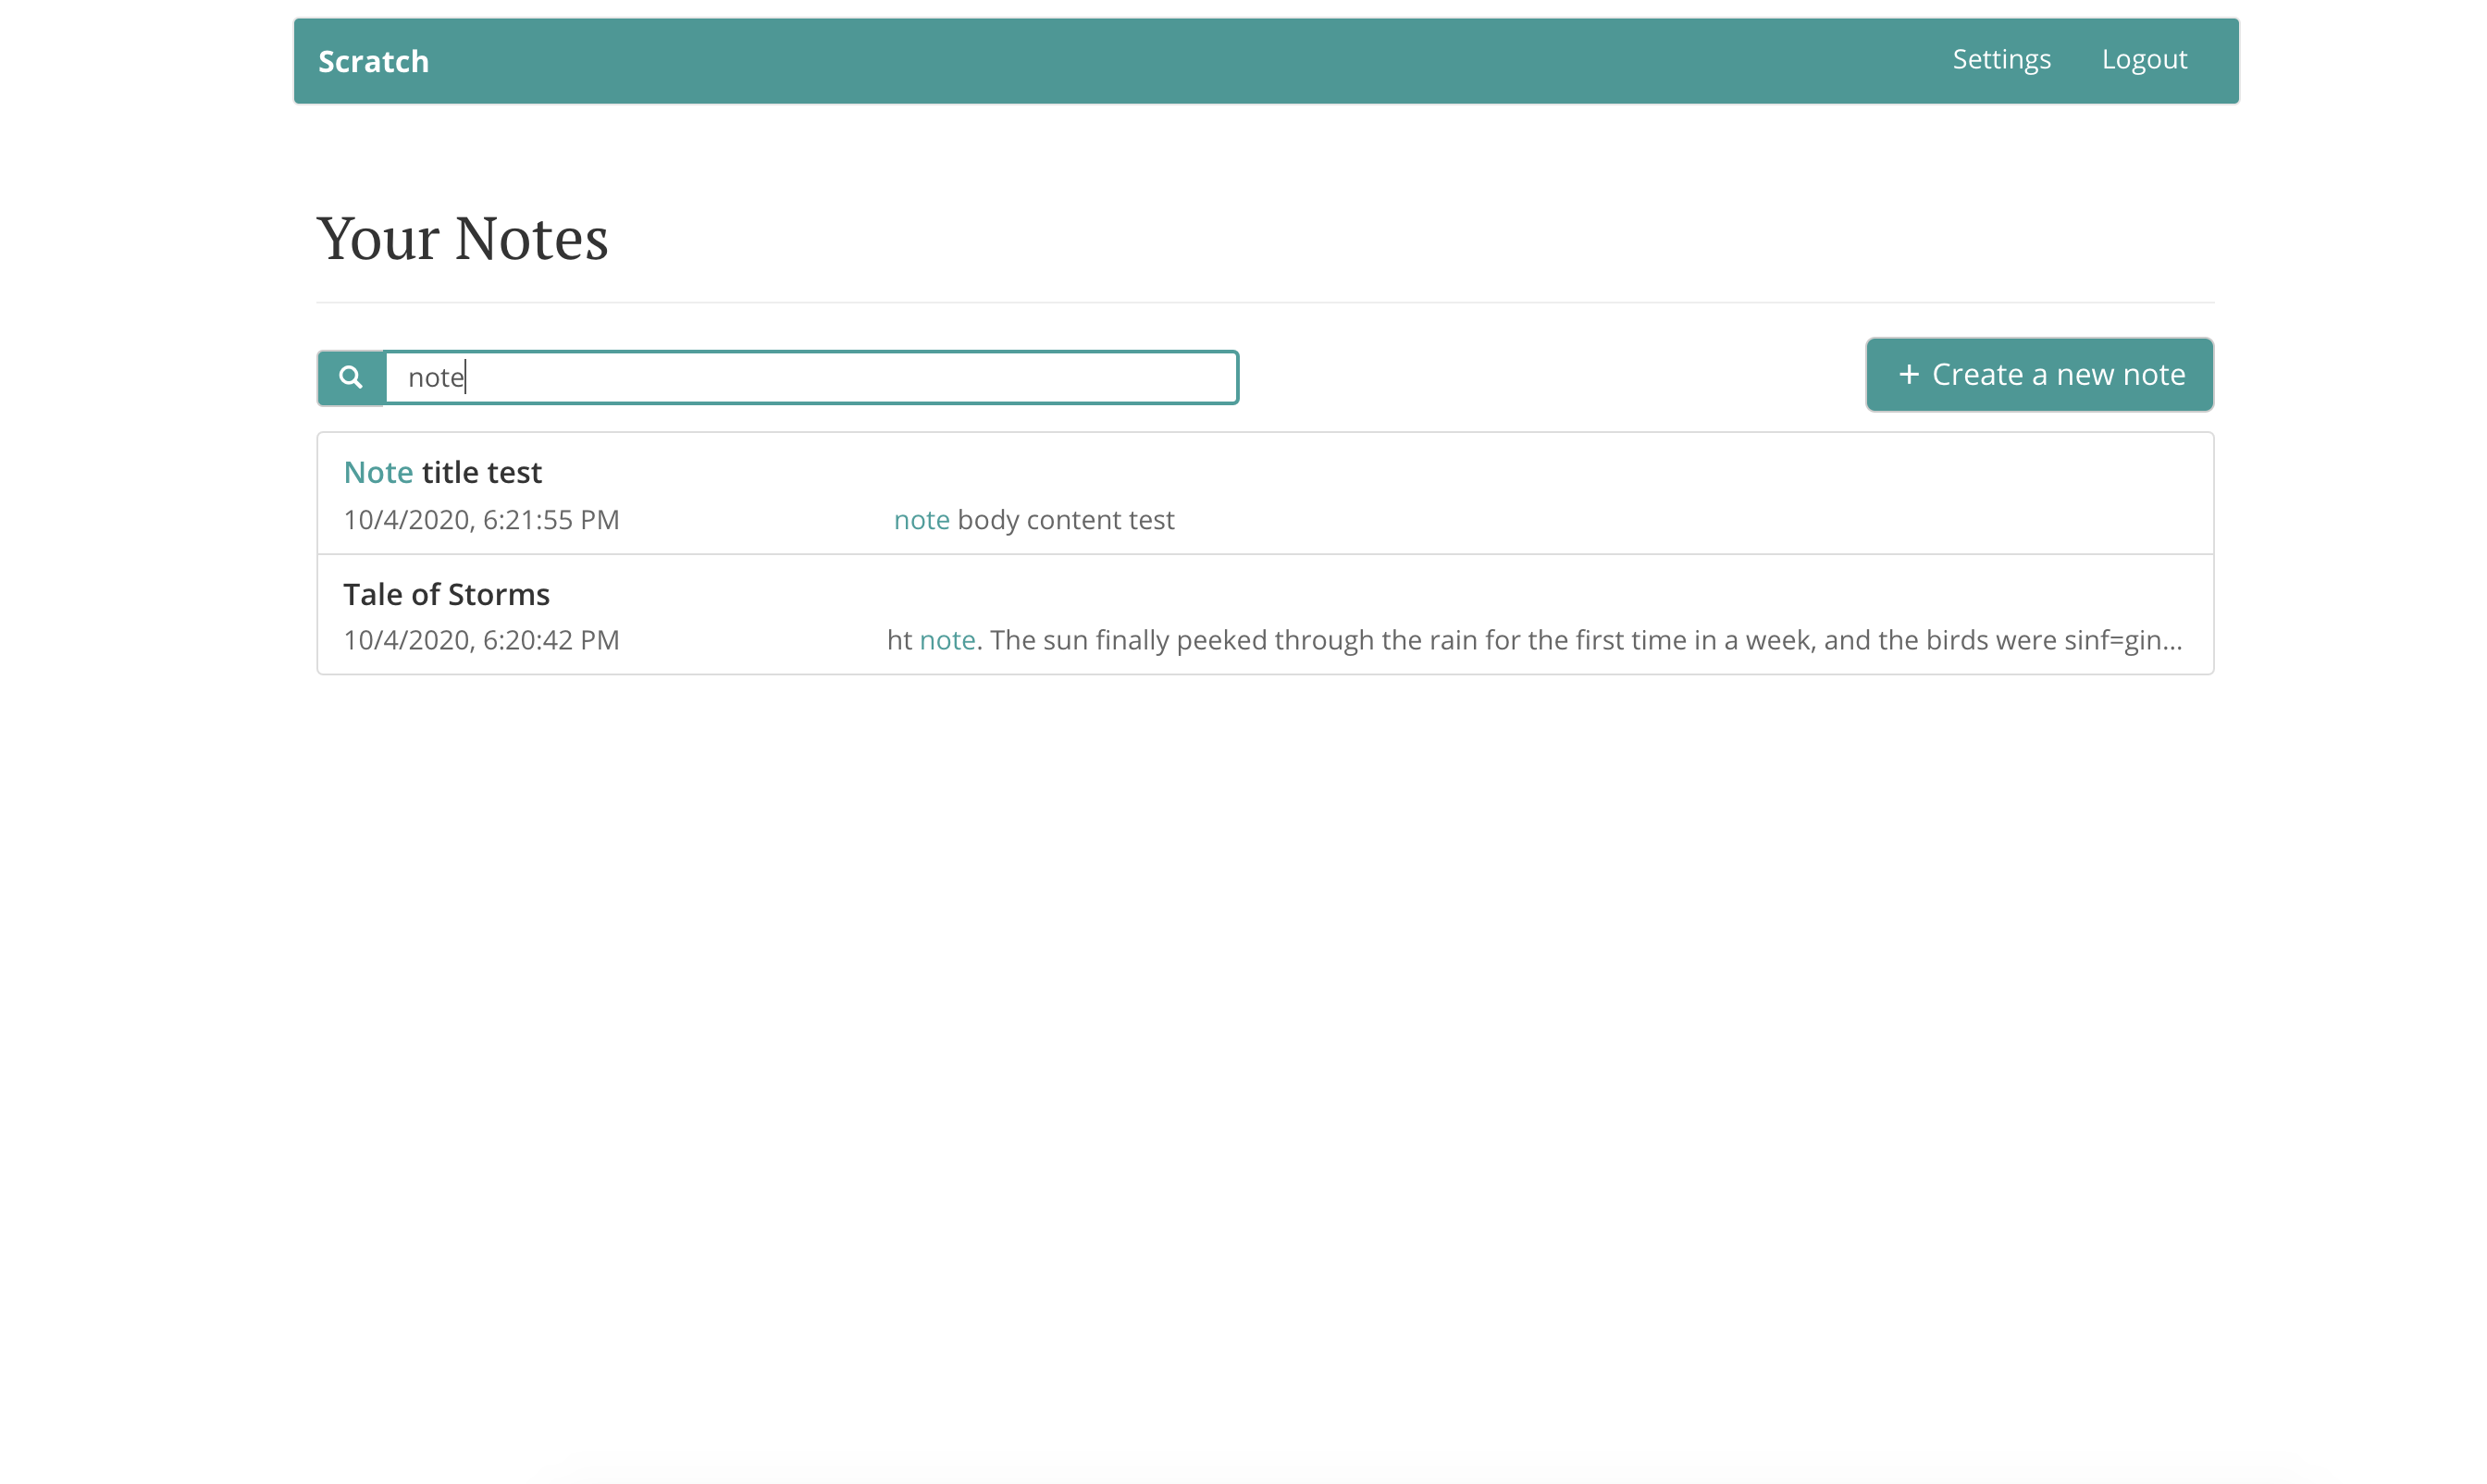 Scratch
Settings
Logout
Your Notes
note
+ Create a new note
Note title test
10/4/2020, 6:21:55 PM
note body content test
Tale of Storms
10/4/2020, 6:20:42 PM
ht note. The sun finally peeked through the rain for the first time in a week, and the birds were sinf=gin...